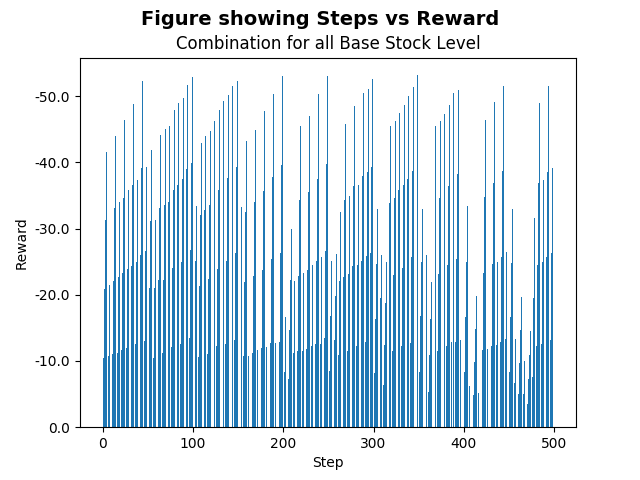 Figure showing Steps vs Reward
Combination for all Base Stock Level
-50.0
-40.0
-30.0
-20.0
-10.0
0.0
Reward
0 100 200 300 400 500
Step